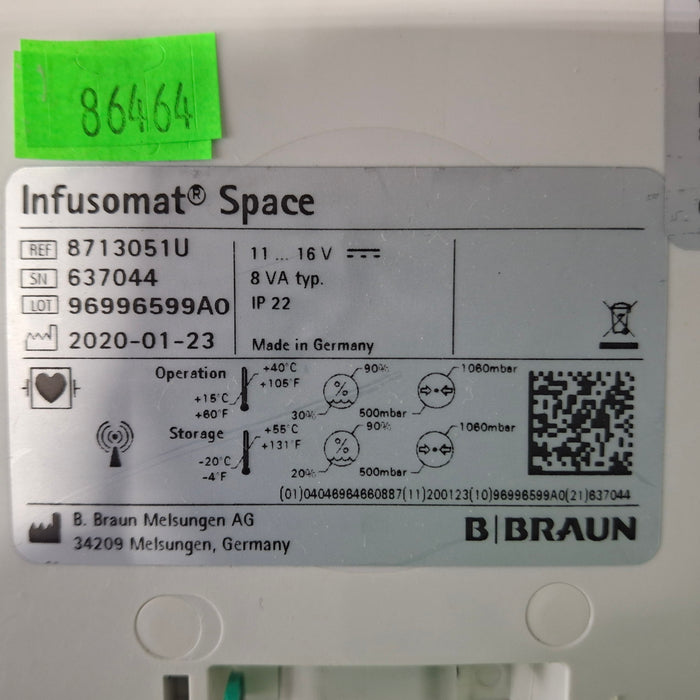 86464
Infusomat® Space
REF 8713051U
SN 637044
LOT 96996599A0
2020-01-23
11 ... 16 V
8 VA typ.
IP 22
Made in Germany
Operation
+40°C
+105°F
+15°C
+60°F
90%
%
30%
1060mbar
500mbar
Storage
+55°C
+131°F
-20°C
-4°F
90%
%
20%
1060mbar
500mbar
(01)04046964660887(11)200123(10)96996599A0(21)637044
B. Braun Melsungen AG
34209 Melsungen, Germany
B|BRAUN